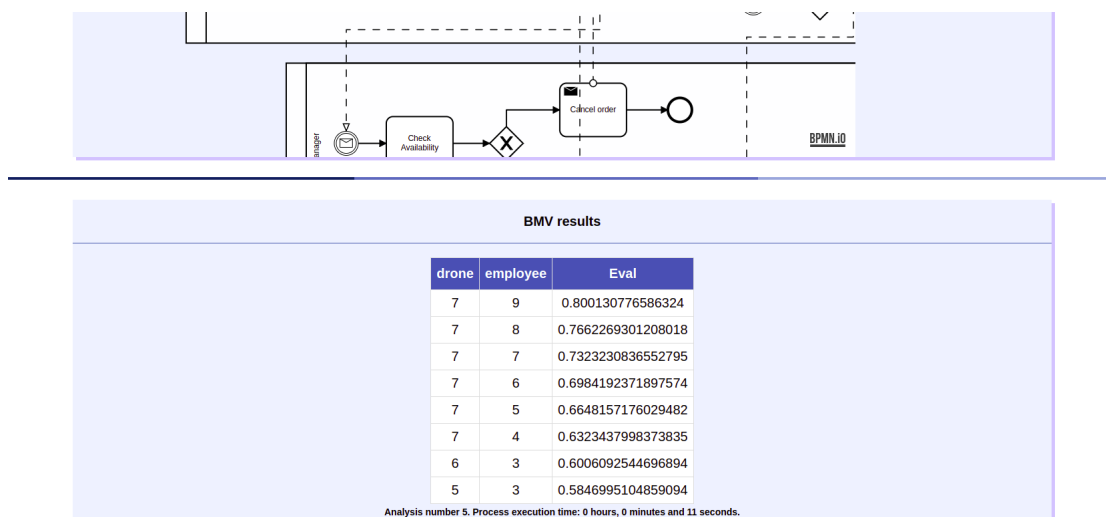 Cancel order
Check
Availability
BPMN.iO
BMV results
drone employee Eval
7 9 0.800130776586324
7 8 0.7662269301208018
7 7 0.7323230836552795
7 6 0.6984192371897574
7 5 0.6648157176029482
7 4 0.6323437998373835
6 3 0.6006092544696894
5 3 0.5846995104859094
Analysis number 5. Process execution time: 0 hours, 0 minutes and 11 seconds.